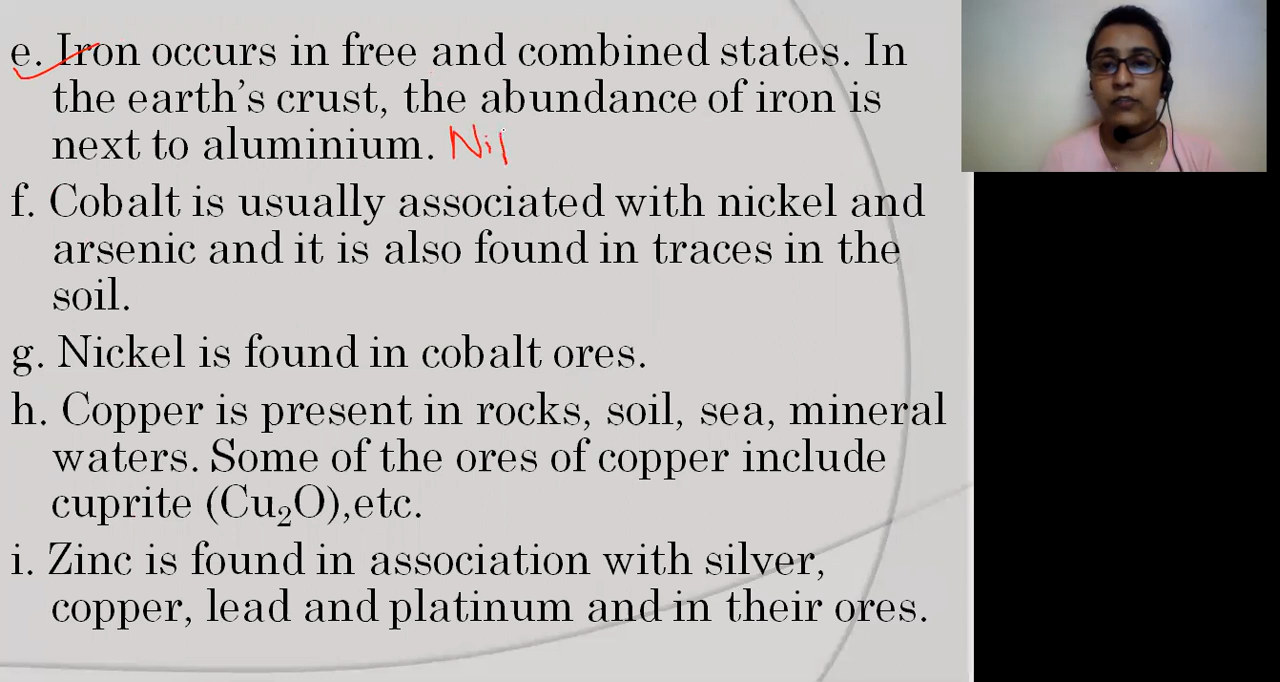 e. Iron occurs in free and combined states. In
the earth's crust, the abundance of iron is
next to aluminium. Nil
f. Cobalt is usually associated with nickel and
arsenic and it is also found in traces in the
soil.
g. Nickel is found in cobalt ores.
h. Copper is present in rocks, soil, sea, mineral
waters. Some of the ores of copper include
cuprite (Cu₂O),etc.
i. Zinc is found in association with silver,
copper, lead and platinum and in their ores.